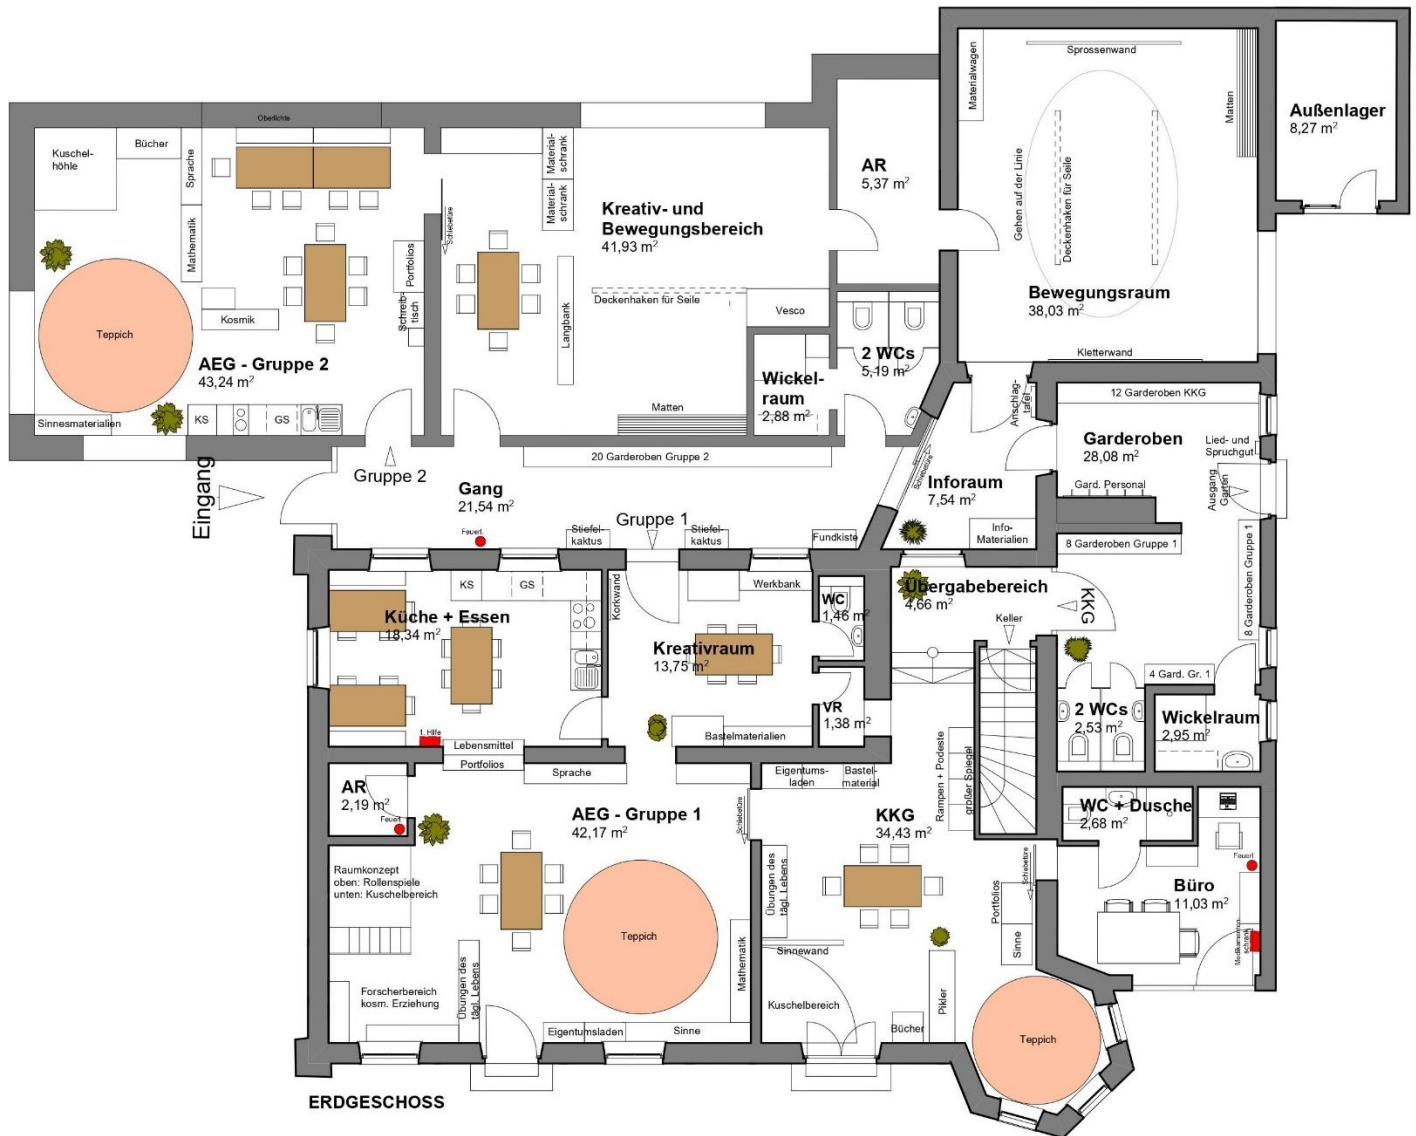 Oberlichte
Kuschel-
höhle
Bücher
Sprache
Mathematik
Kosmik
Teppich
AEG - Gruppe 2
43,24 m²
Sinnesmaterialien
KS
GS
Portfolios
Schreib-
tisch
Schiebetüre
Material-
schrank
Material-
schrank
Kreativ- und
Bewegungsbereich
41,93 m²
Langbank
Deckenhaken für Seile
Vesco
Matten
Wickel-
raum
2,88 m²
2 WCs
5,19 m²
AR
5,37 m²
Materialwagen
Sprossenwand
Matten
Gehen auf der Linie
Deckenhaken für Seile
Bewegungsraum
38,03 m²
Kletterwand
Außenlager
8,27 m²
Eingang
Gruppe 2
Gang
21,54 m²
20 Garderoben Gruppe 2
Feuerl.
Stiefel-
kaktus
Gruppe 1
Stiefel-
kaktus
Fundkiste
Schiebetüre
Anschlag-
tafel
Inforaum
7,54 m²
Info-
Materialien
12 Garderoben KKG
Garderoben
28,08 m²
Gard. Personal
Lied- und
Spruchgut
Ausgang
Garten
8 Garderoben Gruppe 1
8 Garderoben Gruppe 1
4 Gard. Gr. 1
KKG
Übergabebereich
4,66 m²
Keller
KS
GS
Küche + Essen
18,34 m²
1. Hilfe
Lebensmittel
Korkwand
Werkbank
Kreativraum
13,75 m²
Bastelmaterialien
WC
1,46 m²
VR
1,38 m²
2 WCs
2,53 m²
Wickelraum
2,95 m²
Portfolios
Sprache
AR
2,19 m²
Feuerl.
AEG - Gruppe 1
42,17 m²
Schiebetüre
Raumkonzept
oben: Rollenspiele
unten: Kuschelbereich
Teppich
Forscherbereich
kosm. Erziehung
Übungen des
tägl. Lebens
Mathematik
Eigentumsladen
Sinne
Eigentums-
laden
Bastel-
material
Rampen + Podeste
großer Spiegel
KKG
34,43 m²
Übungen des
tägl. Lebens
Sinnewand
Kuschelbereich
Bücher
Pikler
Portfolios
Sinne
Schiebetüre
Teppich
WC + Dusche
2,68 m²
Feuerl.
Büro
11,03 m²
ERDGESCHOSS